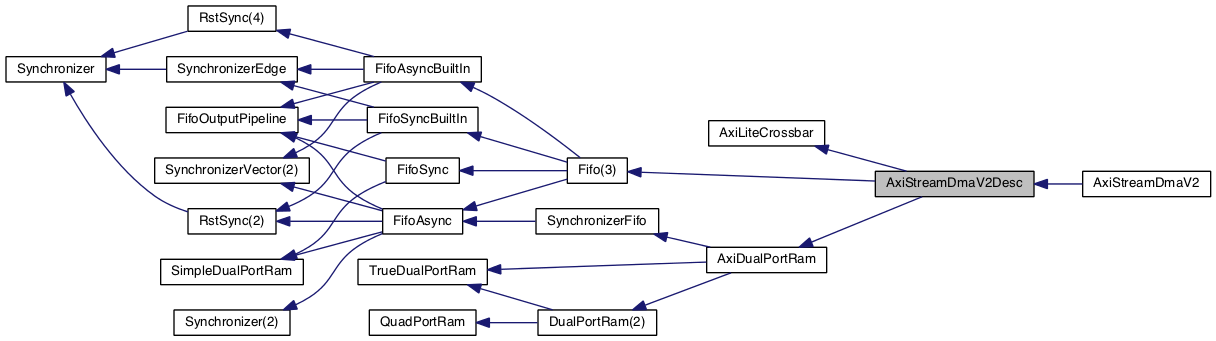 RstSync(4)
Synchronizer
SynchronizerEdge
FifoAsyncBuiltIn
FifoOutputPipeline
FifoSyncBuiltIn
AxiLiteCrossbar
SynchronizerVector(2)
FifoSync
Fifo(3)
AxiStreamDmaV2Desc
AxiStreamDmaV2
RstSync(2)
FifoAsync
SynchronizerFifo
AxiDualPortRam
SimpleDualPortRam
TrueDualPortRam
Synchronizer(2)
QuadPortRam
DualPortRam(2)